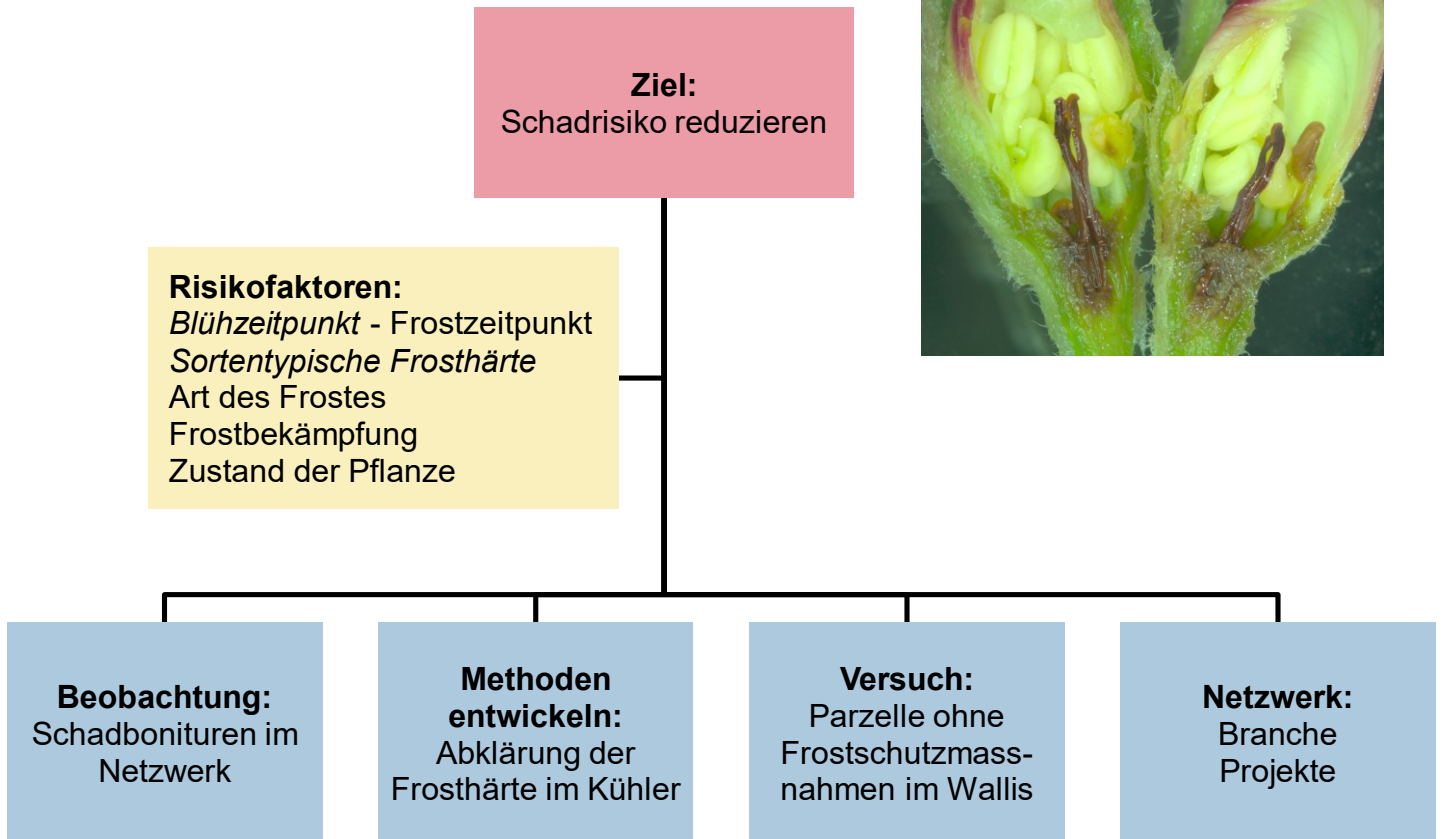 Ziel:
Schadrisiko reduzieren
Risikofaktoren:
Blühzeitpunkt - Frostzeitpunkt
Sortentypische Frosthärte
Art des Frostes
Frostbekämpfung
Zustand der Pflanze
Beobachtung:
Schadbonituren im
Netzwerk
Methoden
entwickeln:
Abklärung der
Frosthärte im Kühler
Versuch:
Parzelle ohne
Frostschutzmass-
nahmen im Wallis
Netzwerk:
Branche
Projekte